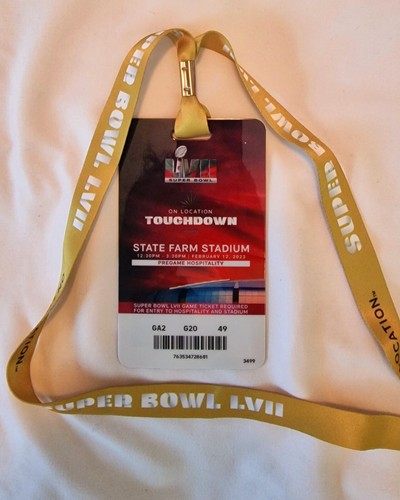 SUPER BOWL LVII
SUPER BOWL LVII
SUPER
LVII
SUPER BOWL
ON LOCATION
TOUCHDOWN
STATE FARM STADIUM
12:30PM - 3:30PM | FEBRUARY 12, 2023
PREGAME HOSPITALITY
SUPER BOWL LVII GAME TICKET REQUIRED
FOR ENTRY TO HOSPITALITY AND STADIUM
GA2 G20 49
763534728681
3499
SUPER BOWL LVII